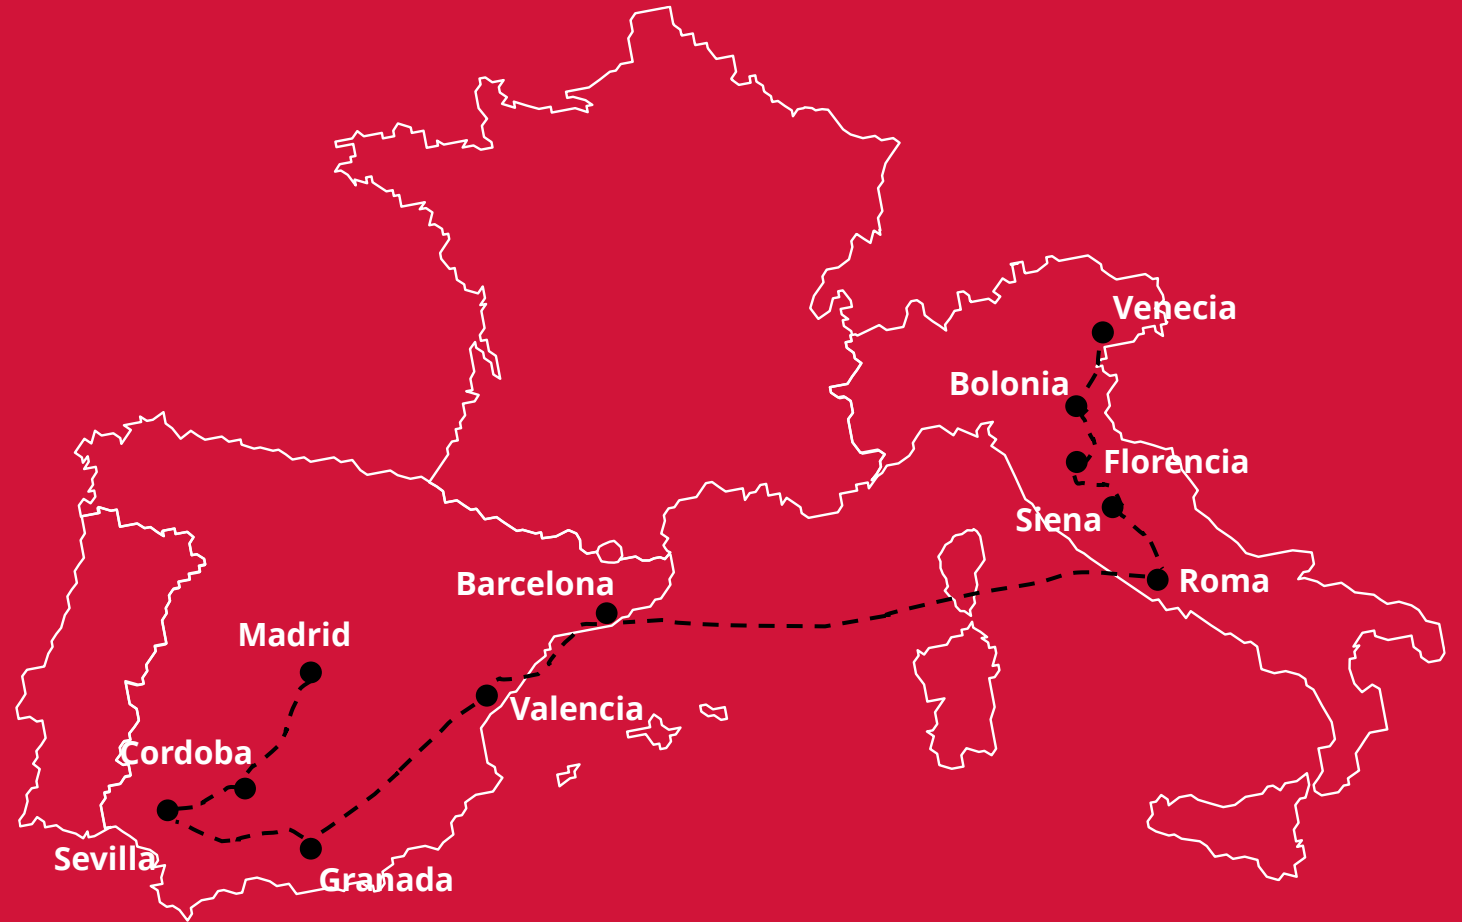 Venecia
Bolonia
Florencia
Siena
Roma
Barcelona
Madrid
Valencia
Cordoba
Sevilla
Granada